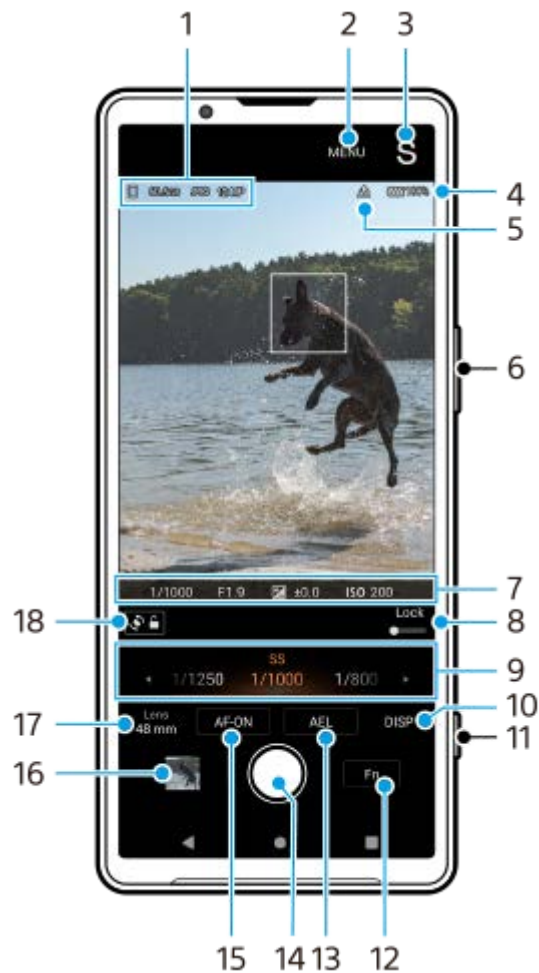 1 2 3
MENU S
4
5
6
1/1000 F1.9 ±0.0 ISO 200
7
18 Lock 8
SS
1/1250 1/1000 1/800
9
10
Lens
48 mm
AF-ON AEL DISP
17 11
16 Fn
15 14 13 12